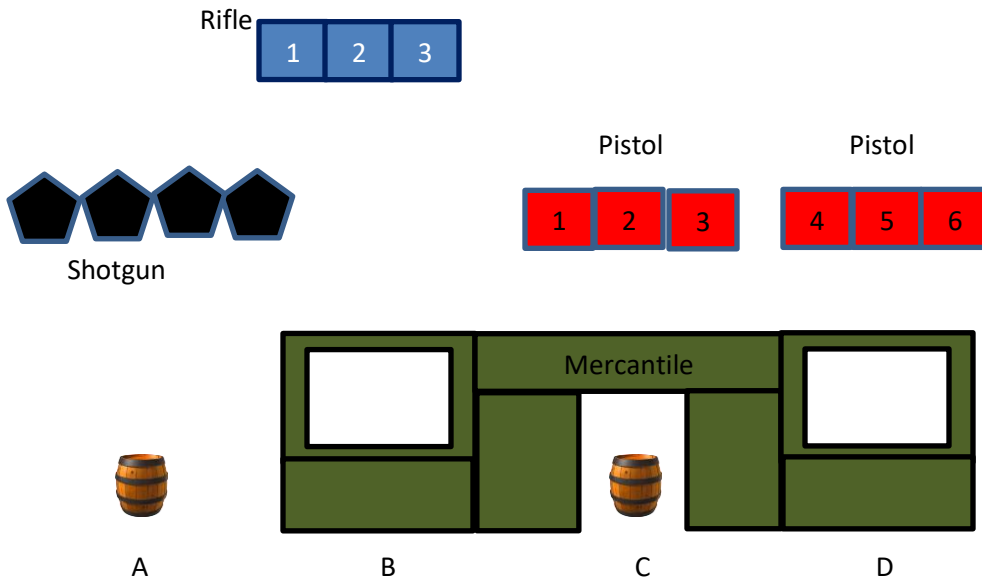 Rifle
1 2 3
Pistol Pistol
1 2 3 4 5 6
Shotgun
Mercantile
A B C D